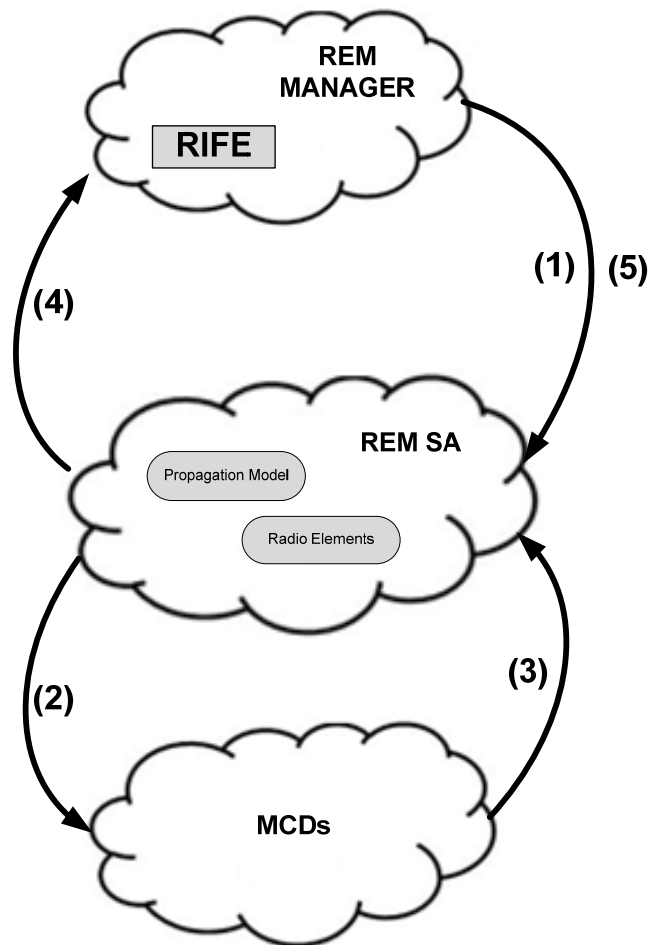 REM
MANAGER
RIFE
(1)
(5)
(4)
REM SA
Propagation Model
Radio Elements
(2)
(3)
MCDs